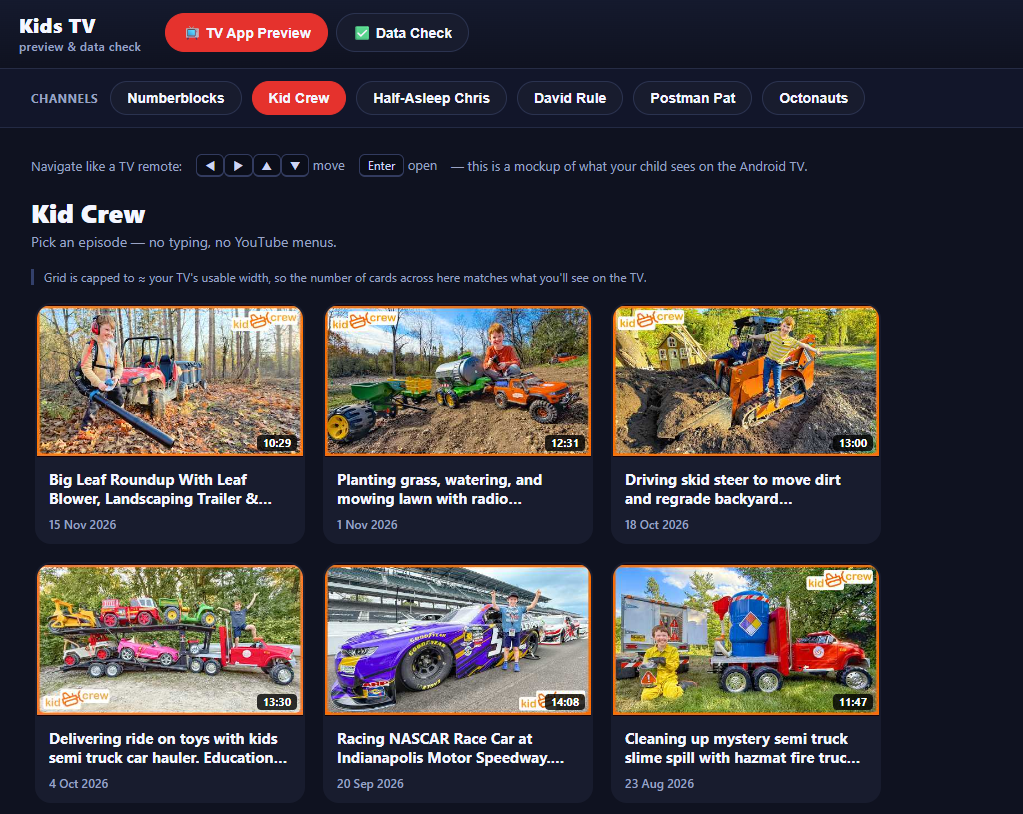 Kids TV
preview & data check
📺 TV App Preview
✅ Data Check
CHANNELS
Numberblocks
Kid Crew
Half-Asleep Chris
David Rule
Postman Pat
Octonauts
Navigate like a TV remote: ◀ ▶ ▲ ▼ move Enter open — this is a mockup of what your child sees on the Android TV.
Kid Crew
Pick an episode — no typing, no YouTube menus.
Grid is capped to ≈ your TV's usable width, so the number of cards across here matches what you'll see on the TV.
kid crew
10:29
Big Leaf Roundup With Leaf
Blower, Landscaping Trailer &...
15 Nov 2026
kid crew
12:31
Planting grass, watering, and
mowing lawn with radio...
1 Nov 2026
kid crew
13:00
Driving skid steer to move dirt
and regrade backyard...
18 Oct 2026
kid crew
13:30
Delivering ride on toys with kids
semi truck car hauler. Education...
4 Oct 2026
GOODYEAR
5
kid
14:08
Racing NASCAR Race Car at
Indianapolis Motor Speedway....
20 Sep 2026
kid crew
11:47
Cleaning up mystery semi truck
slime spill with hazmat fire truc...
23 Aug 2026